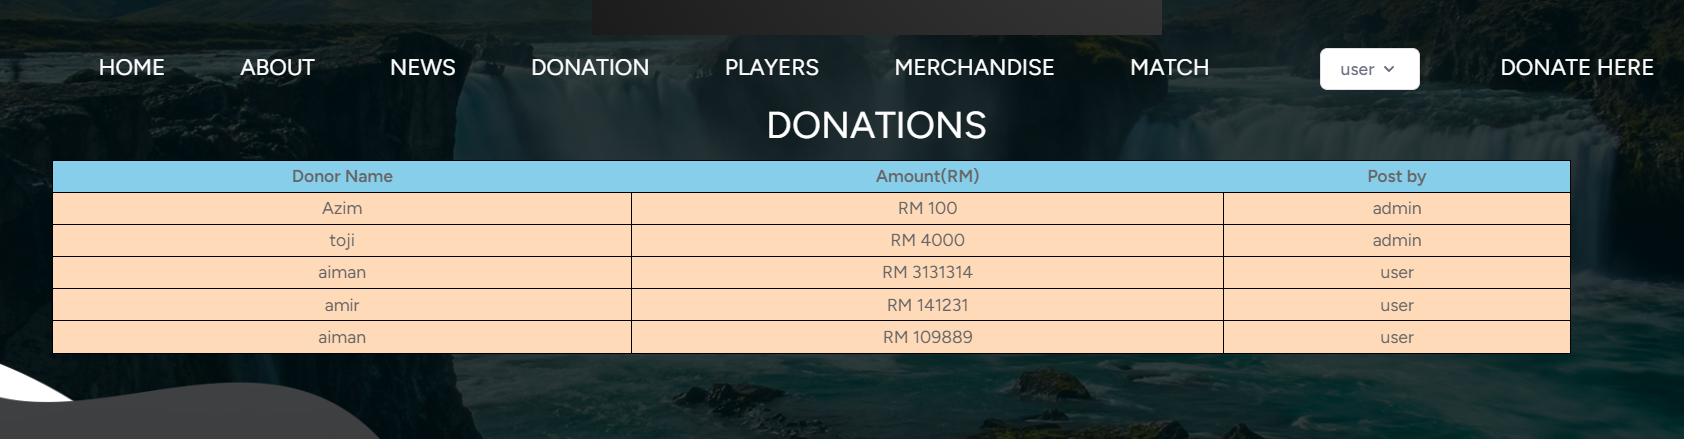 HOME ABOUT NEWS DONATION PLAYERS MERCHANDISE MATCH user DONATE HERE
DONATIONS
Donor Name Amount(RM) Post by
Azim RM 100 admin
toji RM 4000 admin
aiman RM 3131314 user
amir RM 141231 user
aiman RM 109889 user